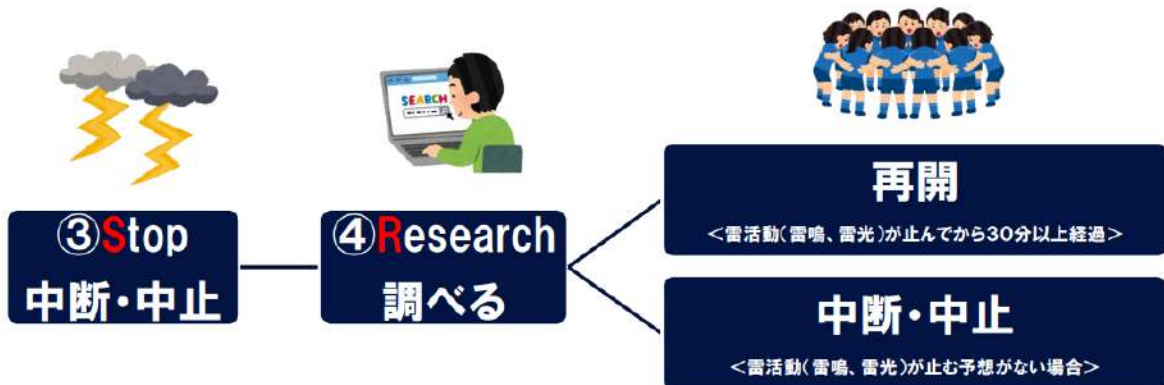 SEARCH
③Stop
中断・中止
④Research
調べる
再開
＜雷活動（雷鳴、雷光）が止んでから30分以上経過＞
中断・中止
＜雷活動（雷鳴、雷光）が止む予想がない場合＞